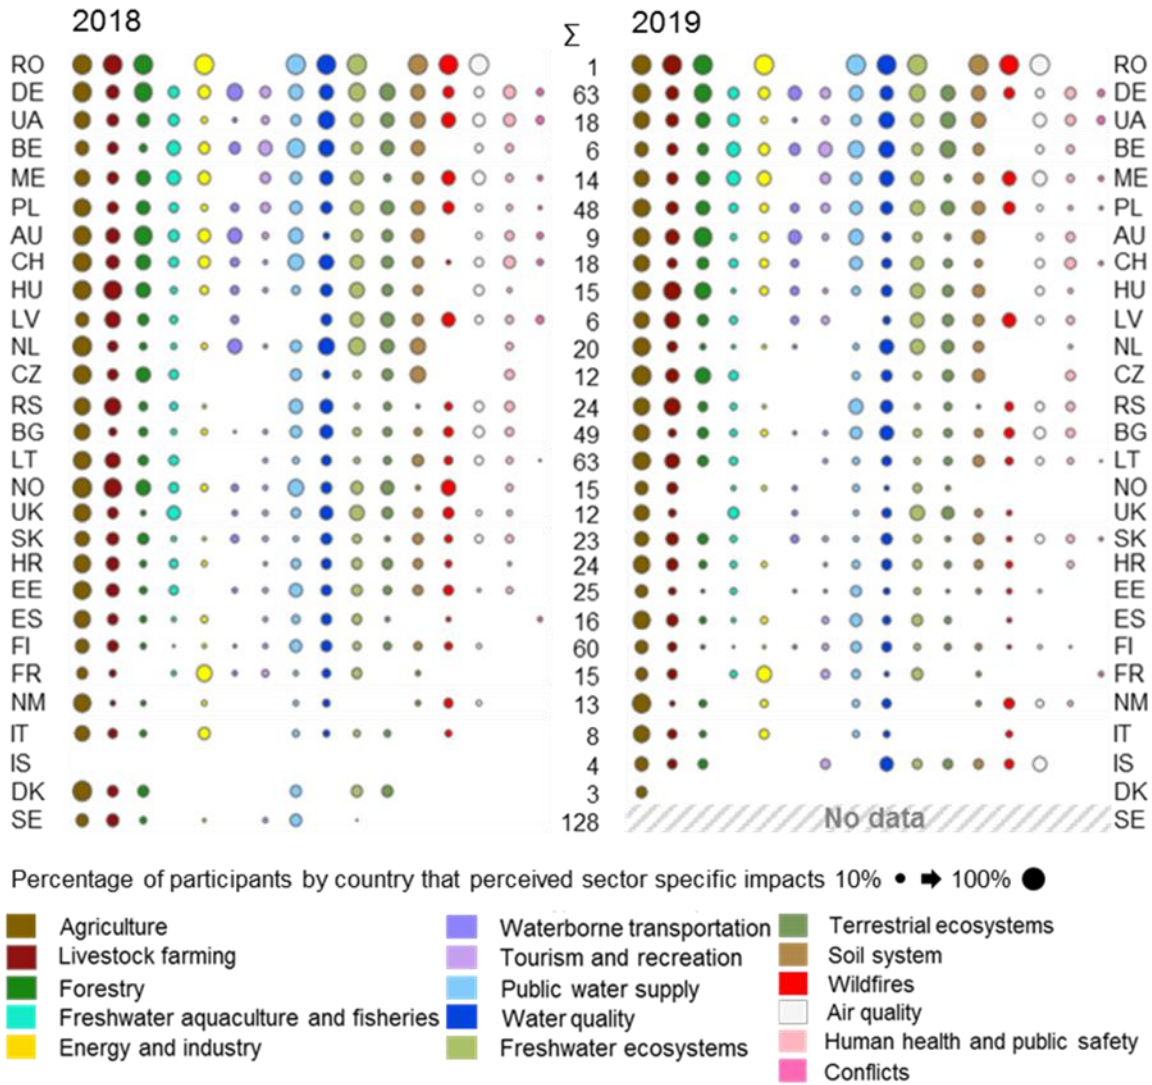 2018 Σ 2019
RO 1 RO
DE 63 DE
UA 18 UA
BE 6 BE
ME 14 ME
PL 48 PL
AU 9 AU
CH 18 CH
HU 15 HU
LV 6 LV
NL 20 NL
CZ 12 CZ
RS 24 RS
BG 49 BG
LT 63 LT
NO 15 NO
UK 12 UK
SK 23 SK
HR 24 HR
EE 25 EE
ES 16 ES
FI 60 FI
FR 15 FR
NM 13 NM
IT 8 IT
IS 4 IS
DK 3 DK
SE 128 No data SE
Percentage of participants by country that perceived sector specific impacts 10% • ➡ 100% ●
Agriculture
Livestock farming
Forestry
Freshwater aquaculture and fisheries
Energy and industry
Waterborne transportation
Tourism and recreation
Public water supply
Water quality
Freshwater ecosystems
Terrestrial ecosystems
Soil system
Wildfires
Air quality
Human health and public safety
Conflicts